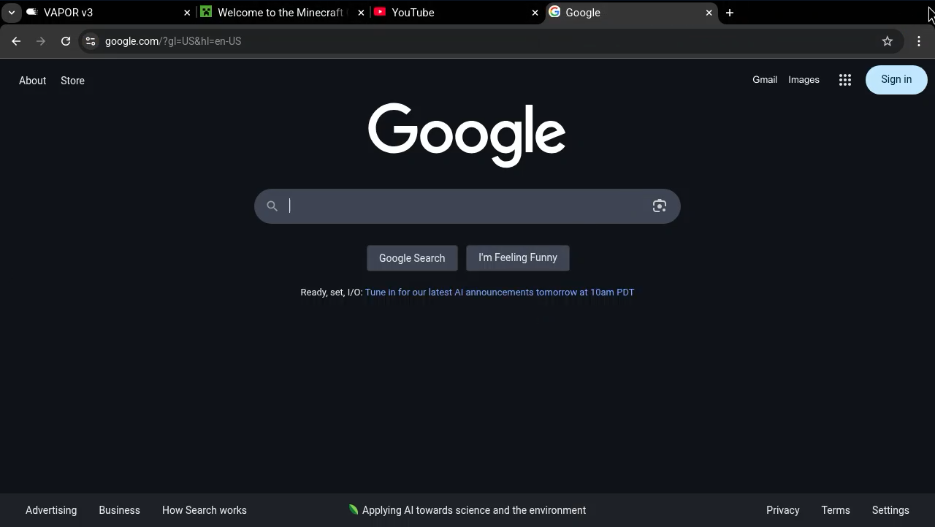 VAPOR v3
Welcome to the Minecraft
YouTube
Google
google.com/?gl=US&hl=en-US
About
Store
Gmail
Images
Sign in
Google
Google Search
I'm Feeling Funny
Ready, set, I/O: Tune in for our latest AI announcements tomorrow at 10am PDT
Advertising
Business
How Search works
Applying AI towards science and the environment
Privacy
Terms
Settings